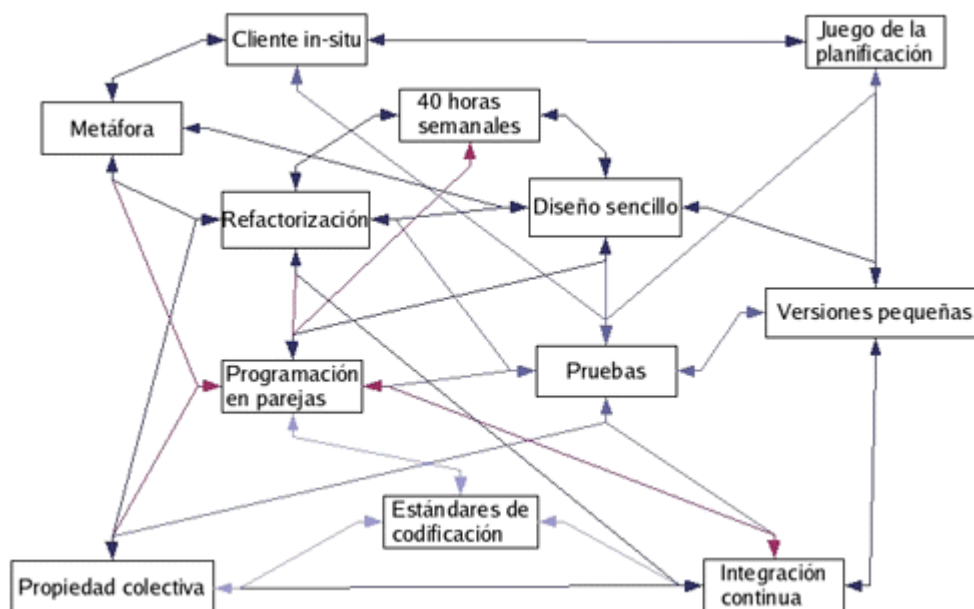 Cliente in-situ
Juego de la
planificación
40 horas
semanales
Metáfora
Refactorización
Diseño sencillo
Versiones pequeñas
Programación
en parejas
Pruebas
Estándares de
codificación
Propiedad colectiva
Integración
continua